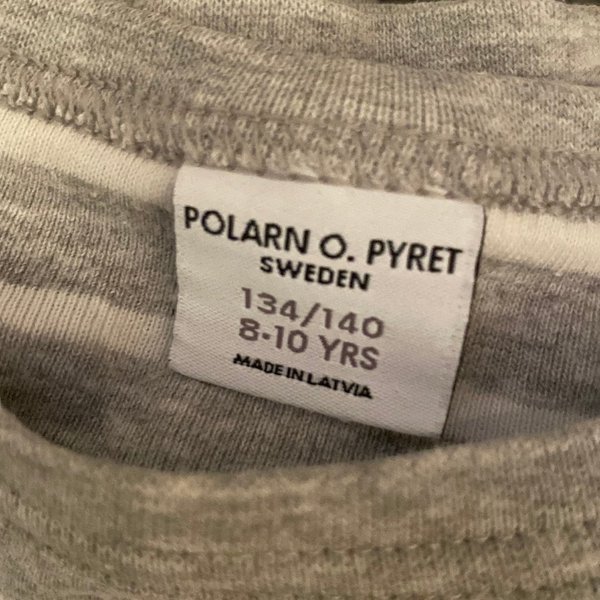 POLARN O. PYRET
SWEDEN
134/140
8-10 YRS
MADE IN LATVIA